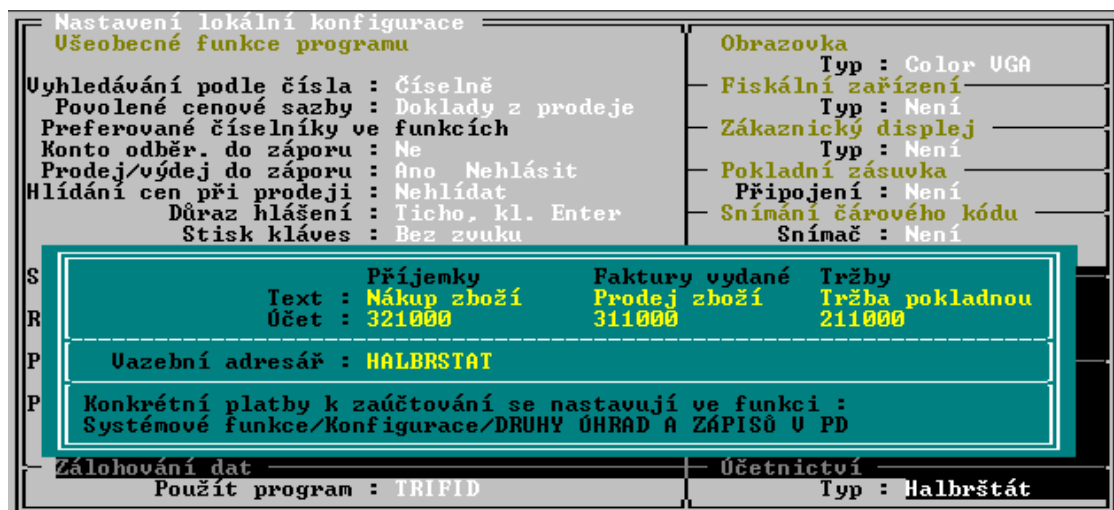 Nastavení lokální konfigurace
Všeobecné funkce programu
Obrazovka
Typ : Color VGA
Vyhledávání podle čísla : Číselně
Fiskální zařízení
Povolené cenové sazby : Doklady z prodeje
Typ : Není
Preferované číselníky ve funkcích
Zákaznický displej
Konto odběr. do záporu : Ne
Typ : Není
Prodej/výdej do záporu : Ano Nehlásit
Pokladní zásuvka
Hlídání cen při prodeji : Nehlídat
Připojení : Není
Důraz hlášení : Ticho, kl. Enter
Snímání čárového kódu
Stisk kláves : Bez zvuku
Snímač : Není
S
Příjemky Faktury vydané Tržby
Text : Nákup zboží Prodej zboží Tržba pokladnou
R
Účet : 321000 311000 211000
P
Vazební adresář : HALBRSTAT
P
Konkrétní platby k zaúčtování se nastavují ve funkci :
Systémové funkce/Konfigurace/DRUHY ÚHRAD A ZÁPISŮ V PD
Zálohování dat
Účetnictví
Použít program : TRIFID
Typ : Halbrštát